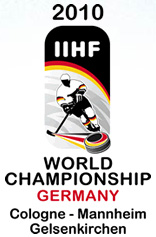 2010
IIHF
WORLD
CHAMPIONSHIP
GERMANY
Cologne - Mannheim
Gelsenkirchen